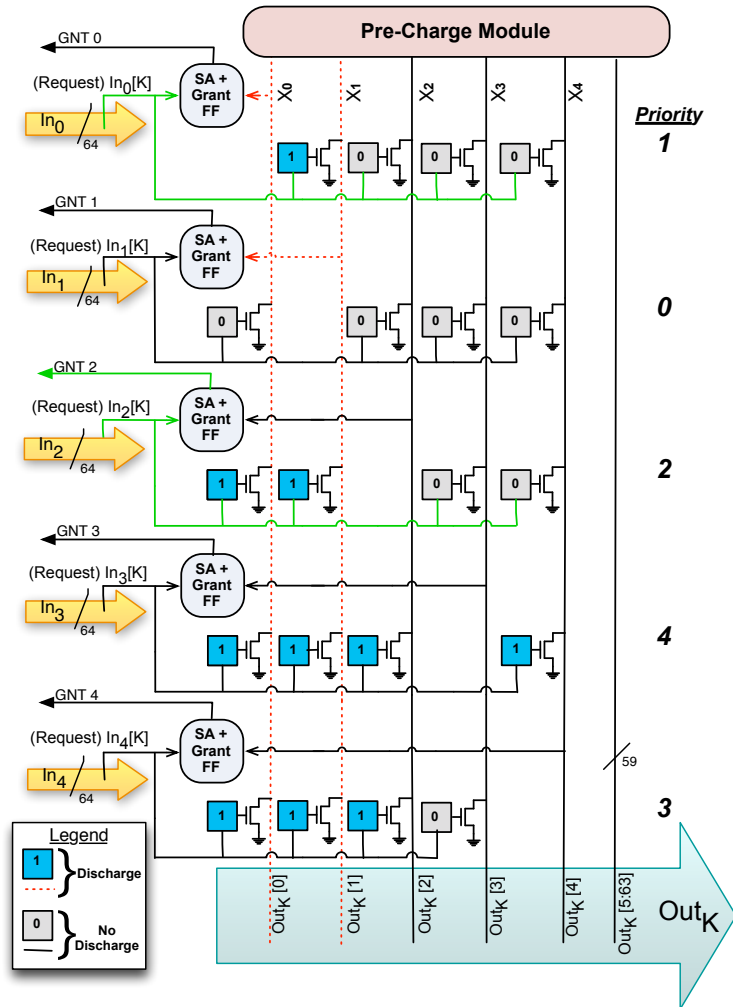 Pre-Charge Module
GNT 0
(Request) In0[K]
SA +
Grant
FF
X0
X1
X2
X3
X4
Priority
In0
64
1
0
0
0
1
GNT 1
(Request) In1[K]
SA +
Grant
FF
In1
64
0
0
0
0
0
GNT 2
(Request) In2[K]
SA +
Grant
FF
In2
64
1
1
0
0
2
GNT 3
(Request) In3[K]
SA +
Grant
FF
In3
64
1
1
1
1
4
GNT 4
(Request) In4[K]
SA +
Grant
FF
In4
64
59
1
1
1
0
3
Legend
1
Discharge
0
No
Discharge
OutK [0]
OutK [1]
OutK [2]
OutK [3]
OutK [4]
OutK [5:63]
OutK